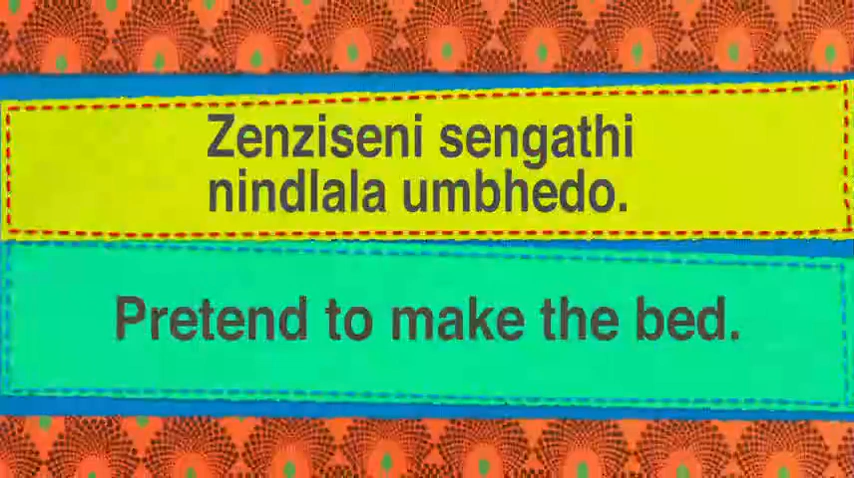 Zenziseni sengathi
nindlala umbhedo.
Pretend to make the bed.